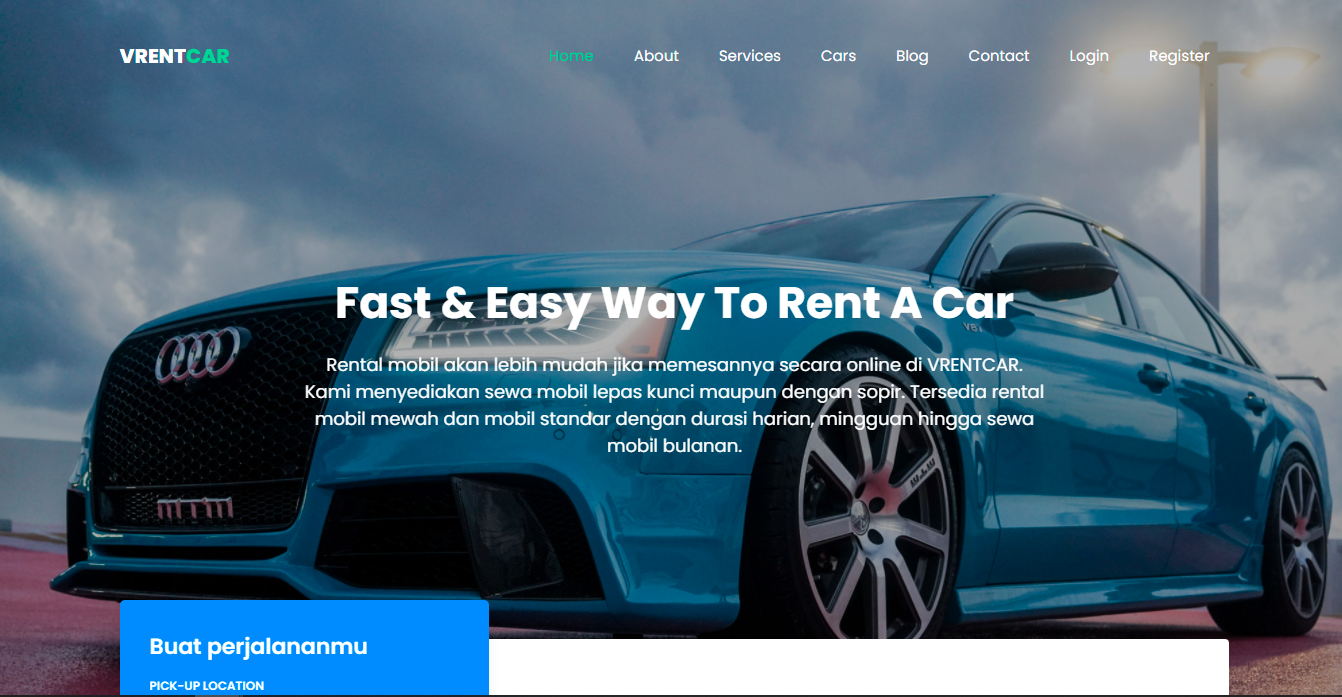 VRENTCAR
Home About Services Cars Blog Contact Login Register
Fast & Easy Way To Rent A Car
Rental mobil akan lebih mudah jika memesannya secara online di VRENTCAR.
Kami menyediakan sewa mobil lepas kunci maupun dengan sopir. Tersedia rental
mobil mewah dan mobil standar dengan durasi harian, mingguan hingga sewa
mobil bulanan.
Buat perjalananmu
PICK-UP LOCATION